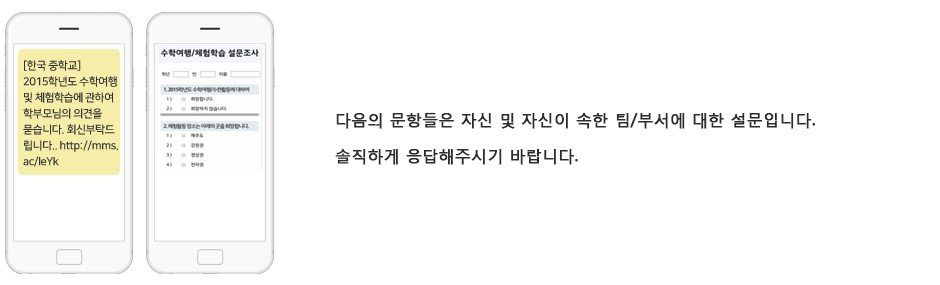 [한국 중학교]
2015학년도 수학여행
및 체험학습에 관하여
학부모님의 의견을
묻습니다. 회신부탁드
립니다.. http://mms.
ac/IeYk
수학여행/체험학습 설문조사
학년 반 이름
1. 2015학년도 수학여행/수련활동에 대하여
1) 희망합니다.
2) 희망하지 않습니다.
2. 체험활동 장소는 아래의 곳을 희망합니다.
1) 제주도
2) 강원권
3) 경상권
4) 전라권
다음의 문항들은 자신 및 자신이 속한 팀/부서에 대한 설문입니다.
솔직하게 응답해주시기 바랍니다.